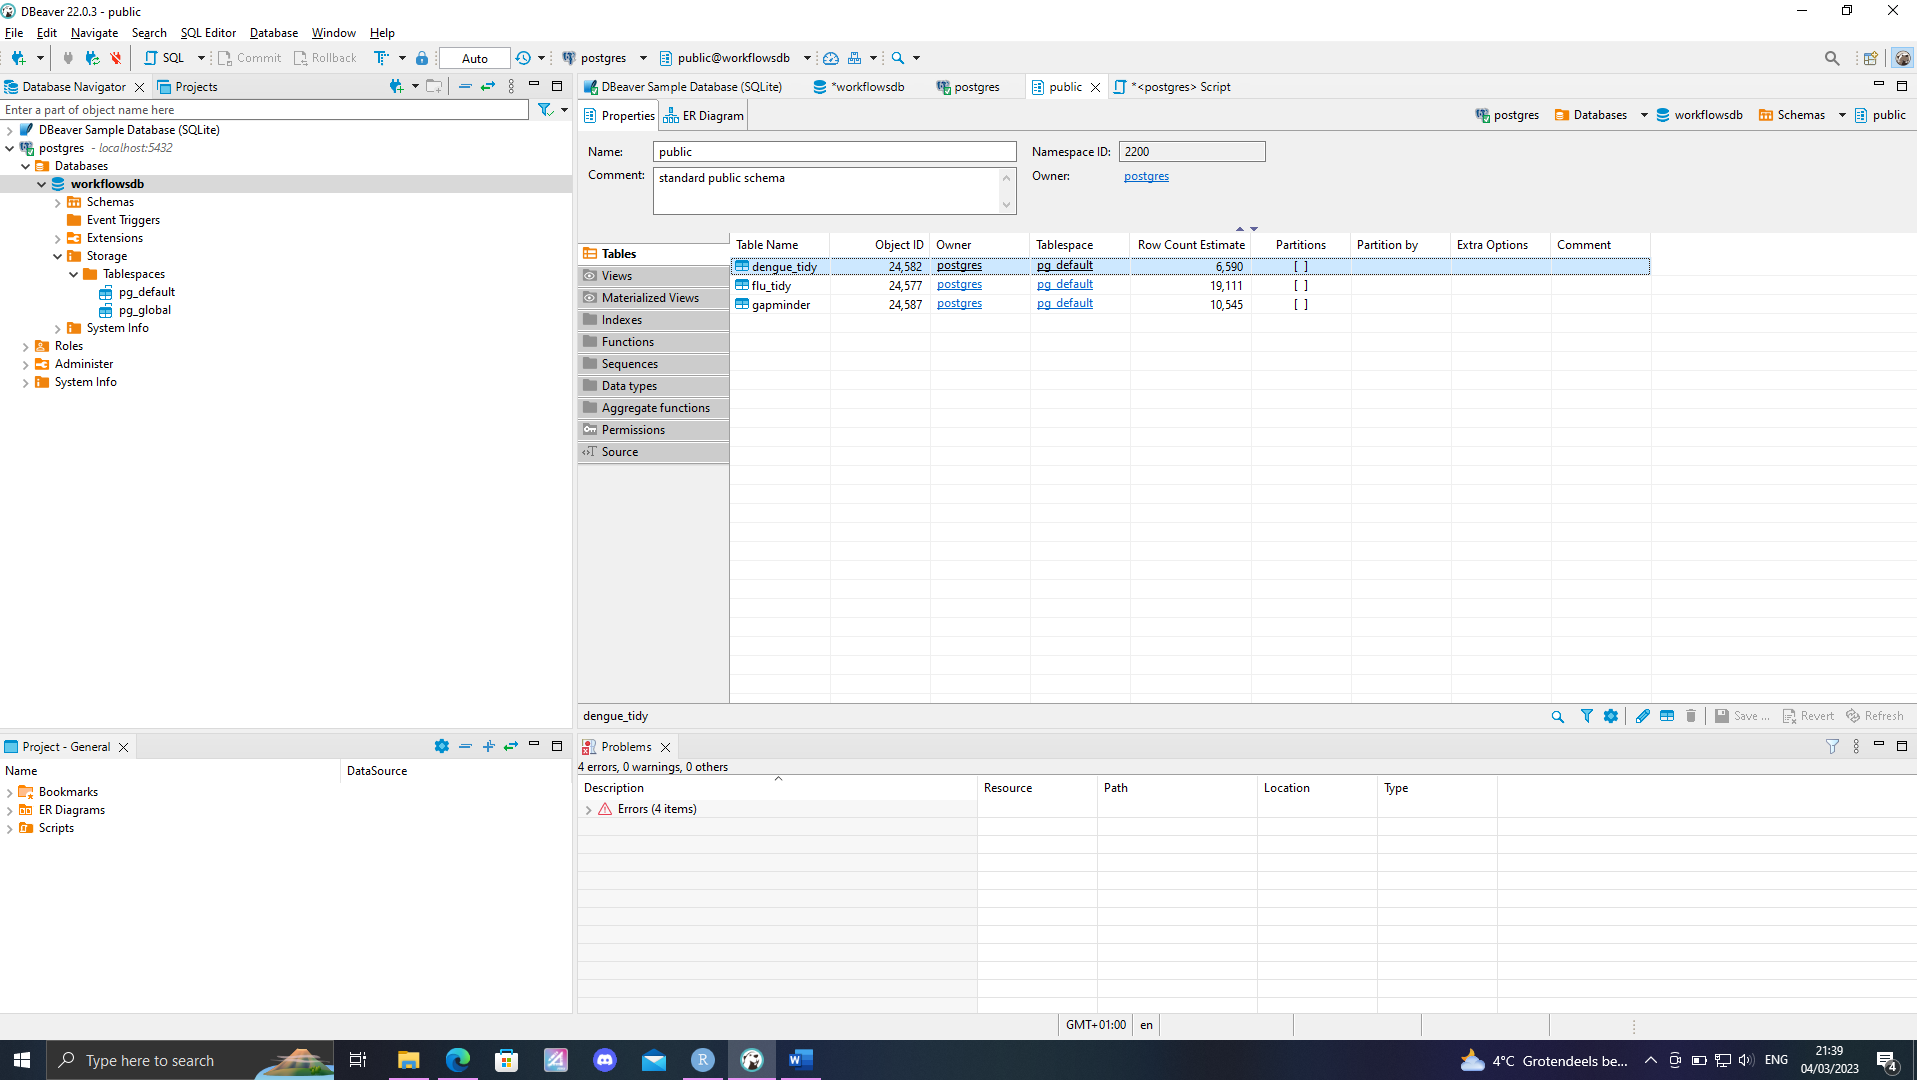 DBeaver 22.0.3 - public
File Edit Navigate Search SQL Editor Database Window Help
SQL Commit Rollback Auto postgres public@workflowsdb
Database Navigator Projects
Enter a part of object name here
DBeaver Sample Database (SQLite)
postgres - localhost:5432
Databases
workflowsdb
Schemas
Event Triggers
Extensions
Storage
Tablespaces
pg_default
pg_global
System Info
Roles
Administer
System Info
DBeaver Sample Database (SQLite) *workflowsdb postgres public *<postgres> Script
Properties ER Diagram
postgres Databases workflowsdb Schemas public
Name: public Namespace ID: 2200
Comment: standard public schema Owner: postgres
Tables
Views
Materialized Views
Indexes
Functions
Sequences
Data types
Aggregate functions
Permissions
Source
Table Name Object ID Owner Tablespace Row Count Estimate Partitions Partition by Extra Options Comment
dengue_tidy 24,582 postgres pg_default 6,590 [ ]
flu_tidy 24,577 postgres pg_default 19,111 [ ]
gapminder 24,587 postgres pg_default 10,545 [ ]
dengue_tidy Save ... Revert Refresh
Project - General
Name DataSource
Bookmarks
ER Diagrams
Scripts
Problems
4 errors, 0 warnings, 0 others
Description Resource Path Location Type
Errors (4 items)
GMT+01:00 en
Type here to search
4°C Grotendeels be... ENG
21:39
04/03/2023
4